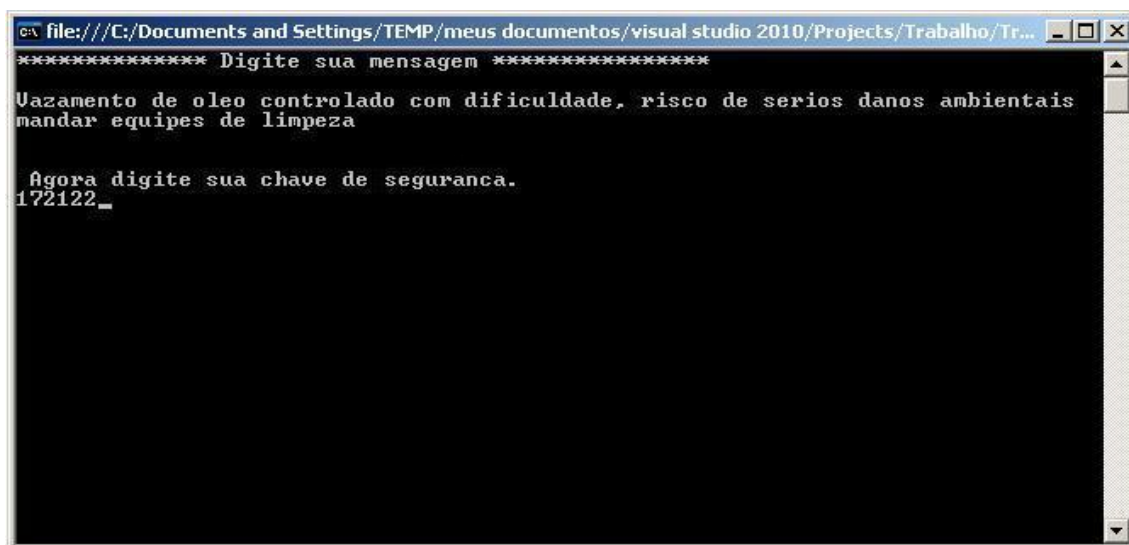 file:///C:/Documents and Settings/TEMP/meus documentos/visual studio 2010/Projects/Trabalho/Tr...
************** Digite sua mensagem ****************
Vazamento de oleo controlado com dificuldade, risco de serios danos ambientais
mandar equipes de limpeza
Agora digite sua chave de seguranca.
172122_